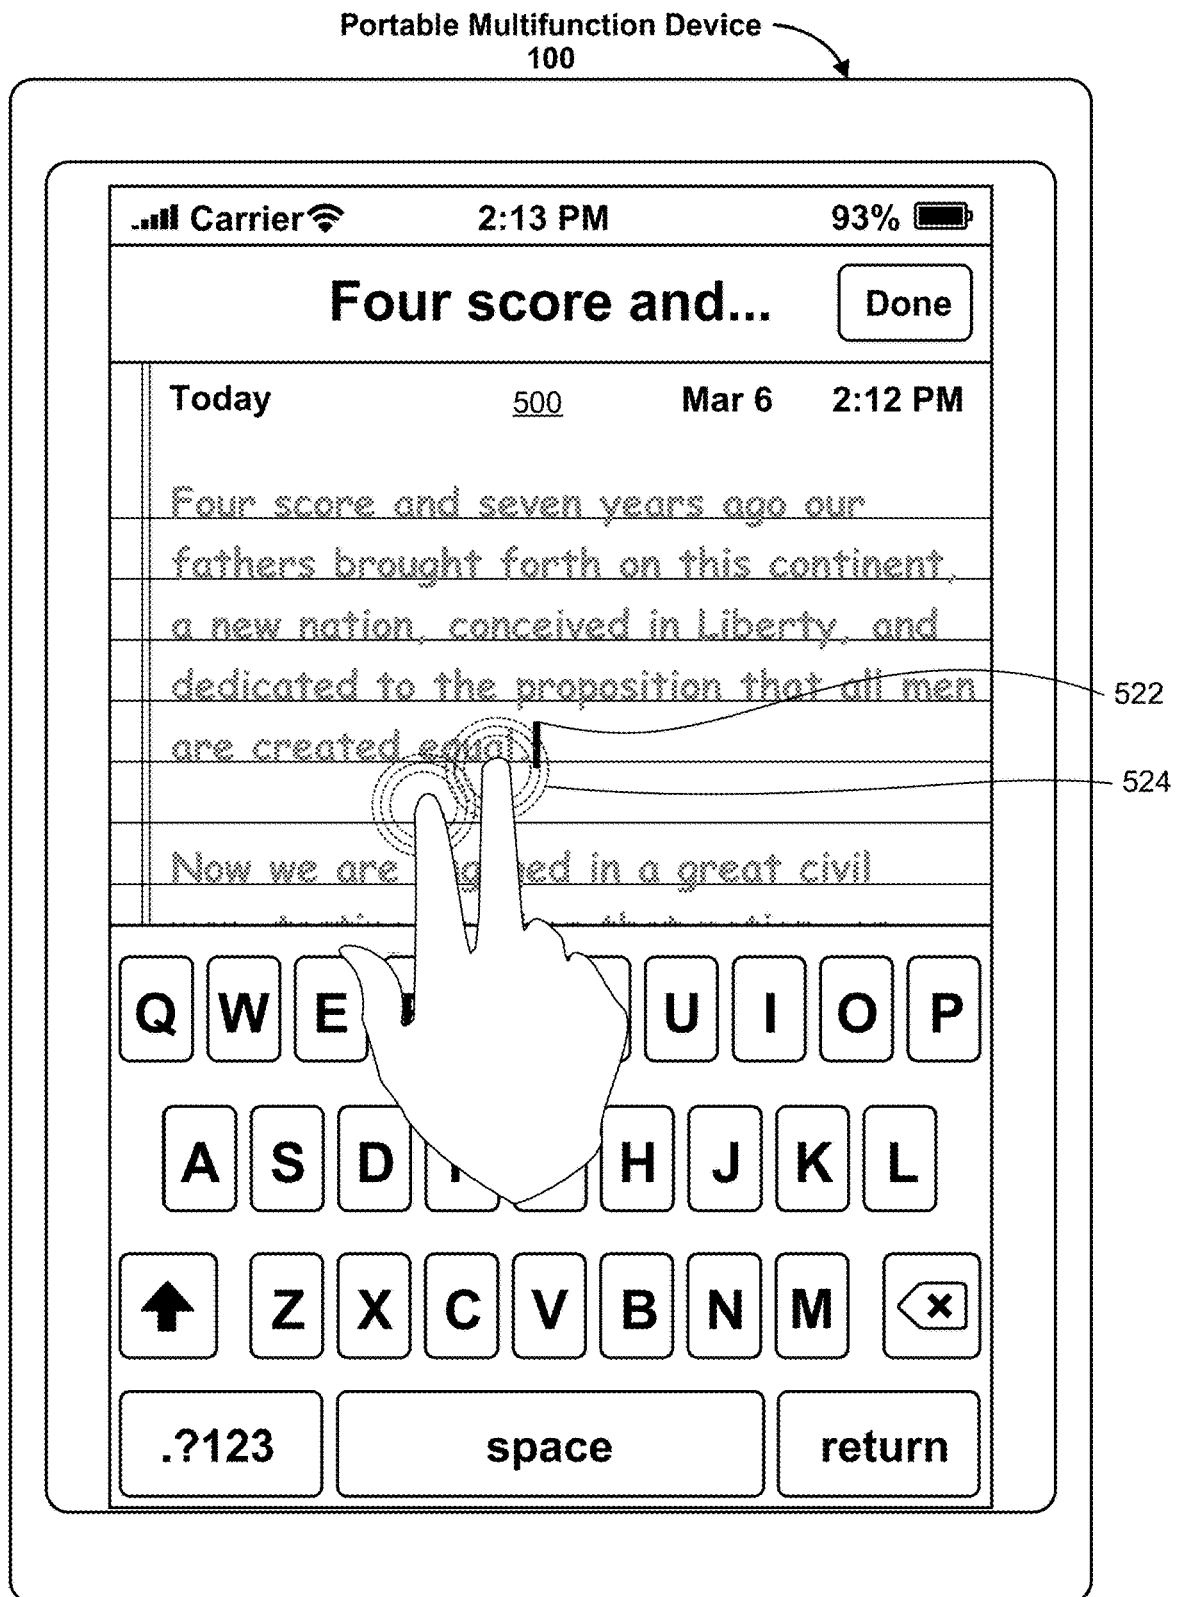 Portable Multifunction Device
100
Carrier 2:13 PM 93%
Four score and... Done
Today 500 Mar 6 2:12 PM
Four score and seven years ago our
fathers brought forth on this continent,
a new nation, conceived in Liberty, and
dedicated to the proposition that all men
522
are created equal.
524
Now we are in a great civil
Q W E U I O P
A S D H J K L
Z X C V B N M
.?123 space return